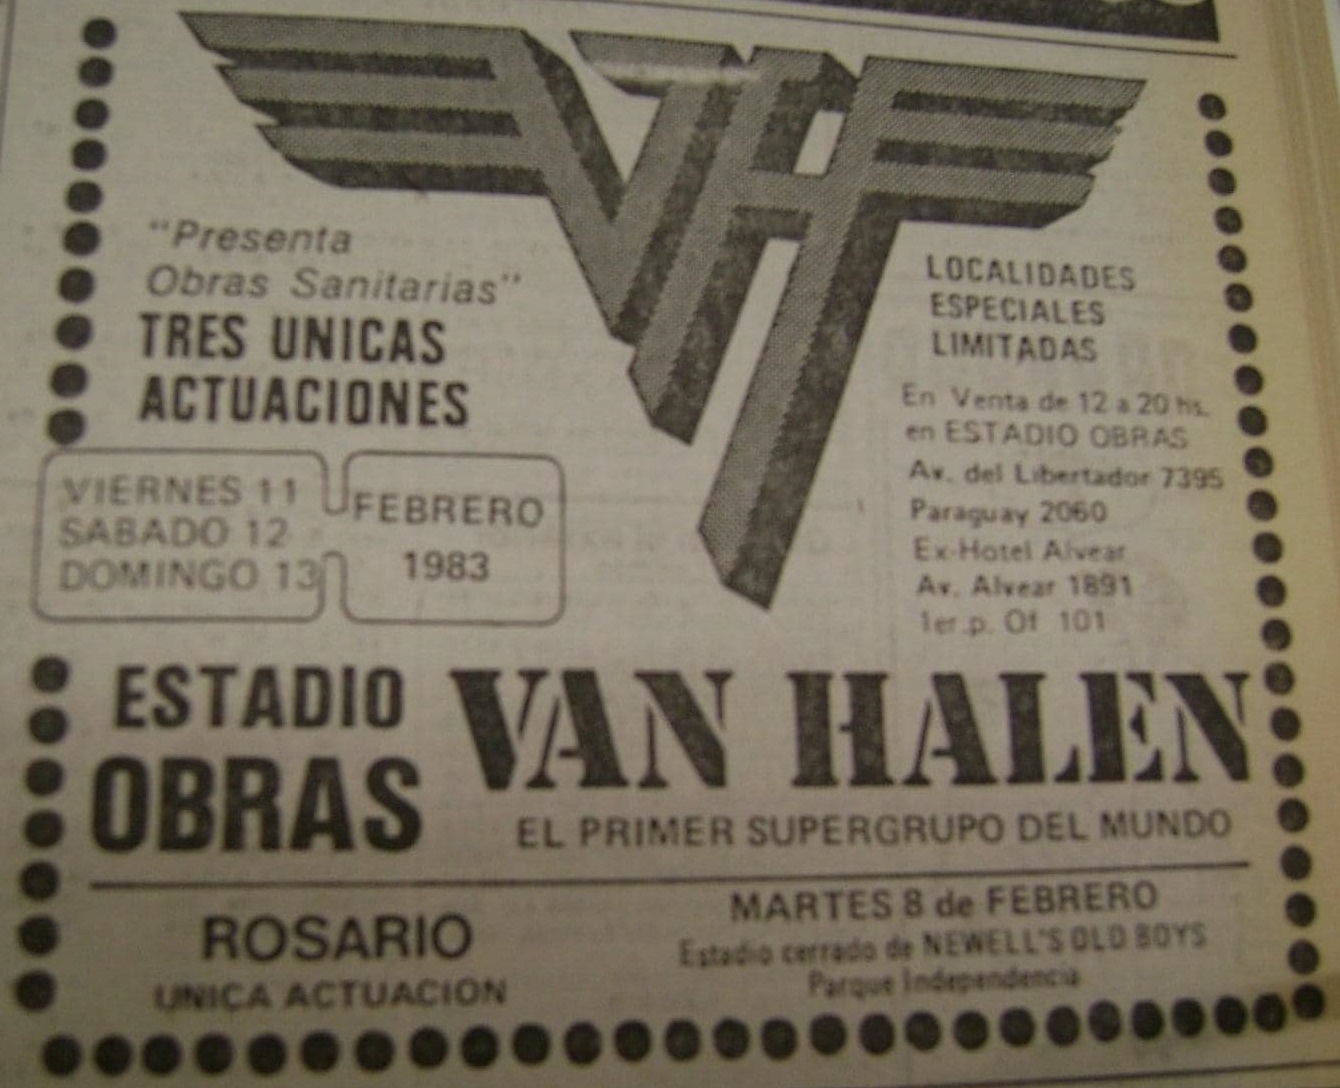 VH
"Presenta
Obras Sanitarias"
TRES UNICAS
ACTUACIONES
VIERNES 11
SABADO 12
DOMINGO 13
FEBRERO
1983
LOCALIDADES
ESPECIALES
LIMITADAS
En Venta de 12 a 20 hs.
en ESTADIO OBRAS
Av. del Libertador 7395
Paraguay 2060
Ex-Hotel Alvear
Av. Alvear 1891
1er.p. Of 101
ESTADIO
OBRAS
VAN HALEN
EL PRIMER SUPERGRUPO DEL MUNDO
ROSARIO
UNICA ACTUACION
MARTES 8 de FEBRERO
Estadio cerrado de NEWELL'S OLD BOYS
Parque Independencia